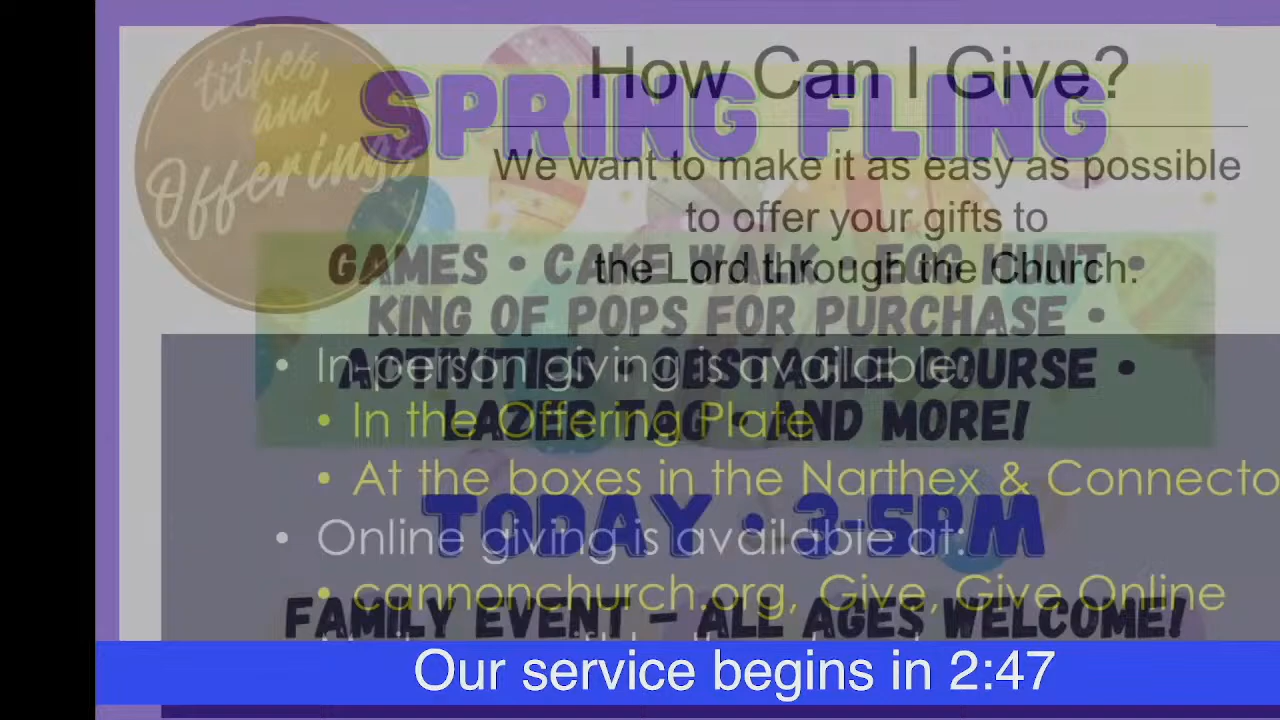 tithes
and
Offerings
How Can I Give?
SPRING FLING
We want to make it as easy as possible
to offer your gifts to
the Lord through the Church.
GAMES • CAKE WALK • EGG HUNT •
KING OF POPS FOR PURCHASE •
ACTIVITIES • OBSTACLE COURSE •
LAZER TAG • AND MORE!
• In-person giving is available:
• In the Offering Plate
• At the boxes in the Narthex & Connecto
TODAY • 3-5PM
• Online giving is available at:
• cannonchurch.org, Give, Give Online
FAMILY EVENT - ALL AGES WELCOME!
Our service begins in 2:47